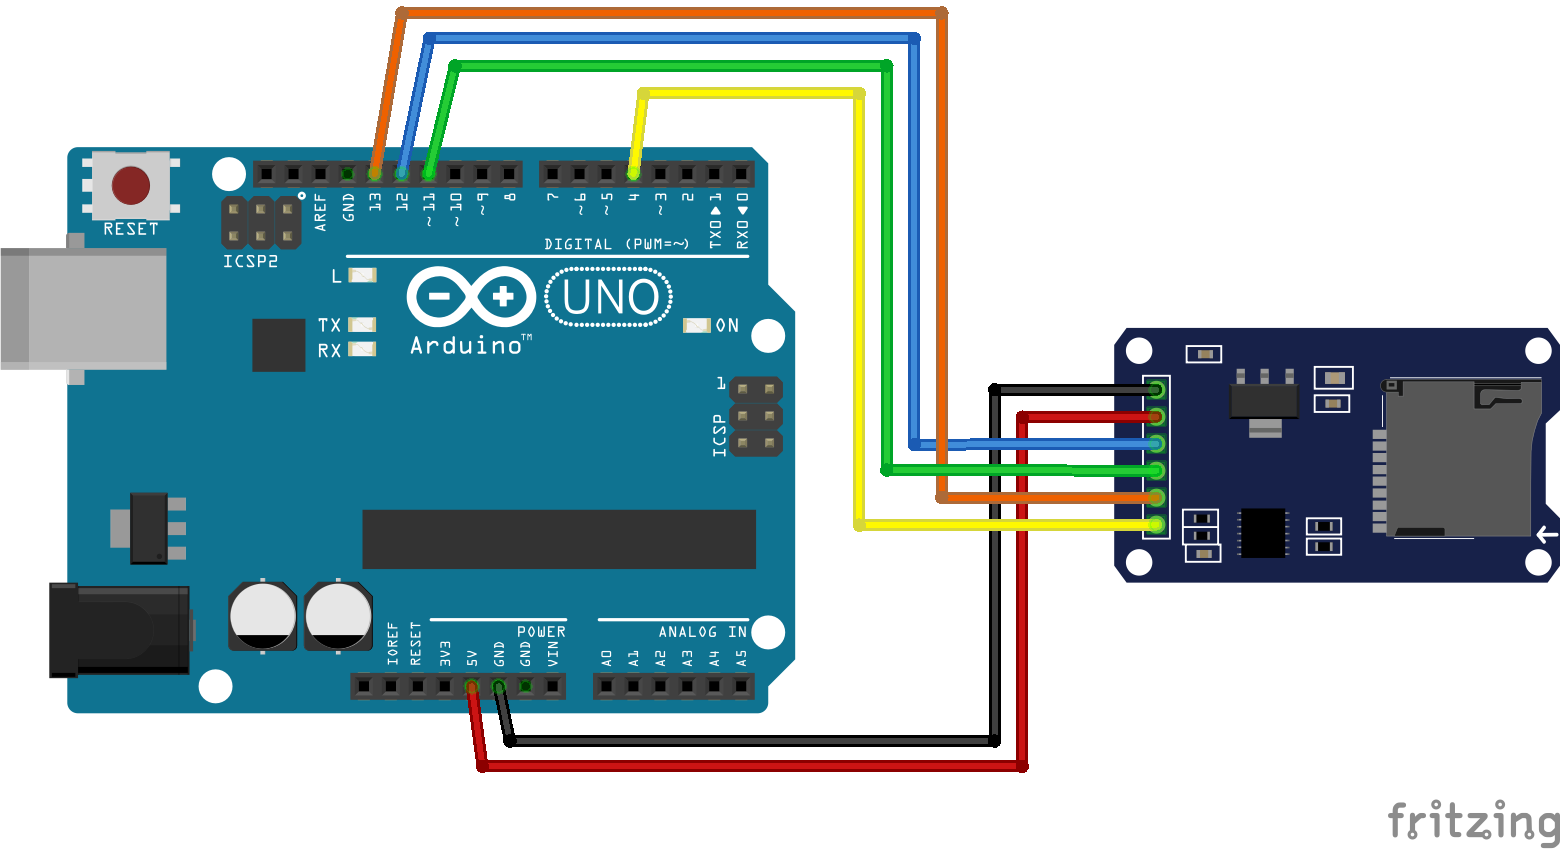 RESET
ICSP2
AREF
GND
13
12
~11
~10
~9
8
7
~6
~5
4
~3
2
TX0▶1
RX0◀0
DIGITAL (PWM=~)
L
TX
RX
Arduino™
UNO
ON
1
ICSP
IOREF
RESET
3V3
5V
GND
GND
VIN
POWER
ANALOG IN
A0
A1
A2
A3
A4
A5
fritzing